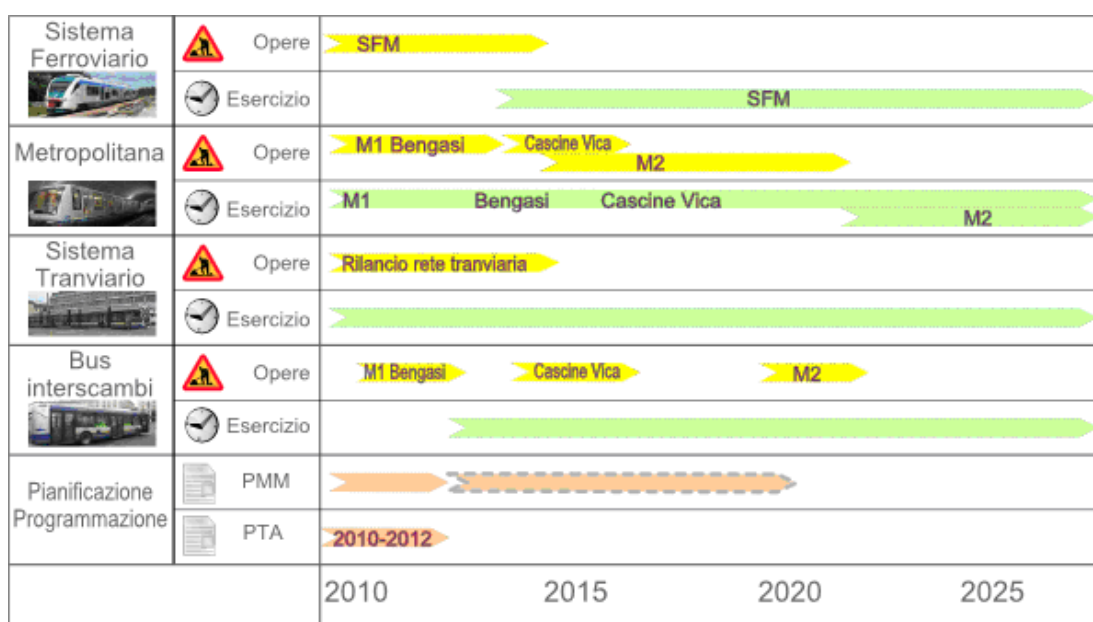 Sistema
Ferroviario
Opere
SFM
Esercizio
SFM
Metropolitana
Opere
M1 Bengasi
Cascine Vica
M2
Esercizio
M1 Bengasi Cascine Vica
M2
Sistema
Tranviario
Opere
Rilancio rete tranviaria
Esercizio
Bus
interscambi
Opere
M1 Bengasi
Cascine Vica
M2
Esercizio
Pianificazione
Programmazione
PMM
PTA
2010-2012
2010 2015 2020 2025